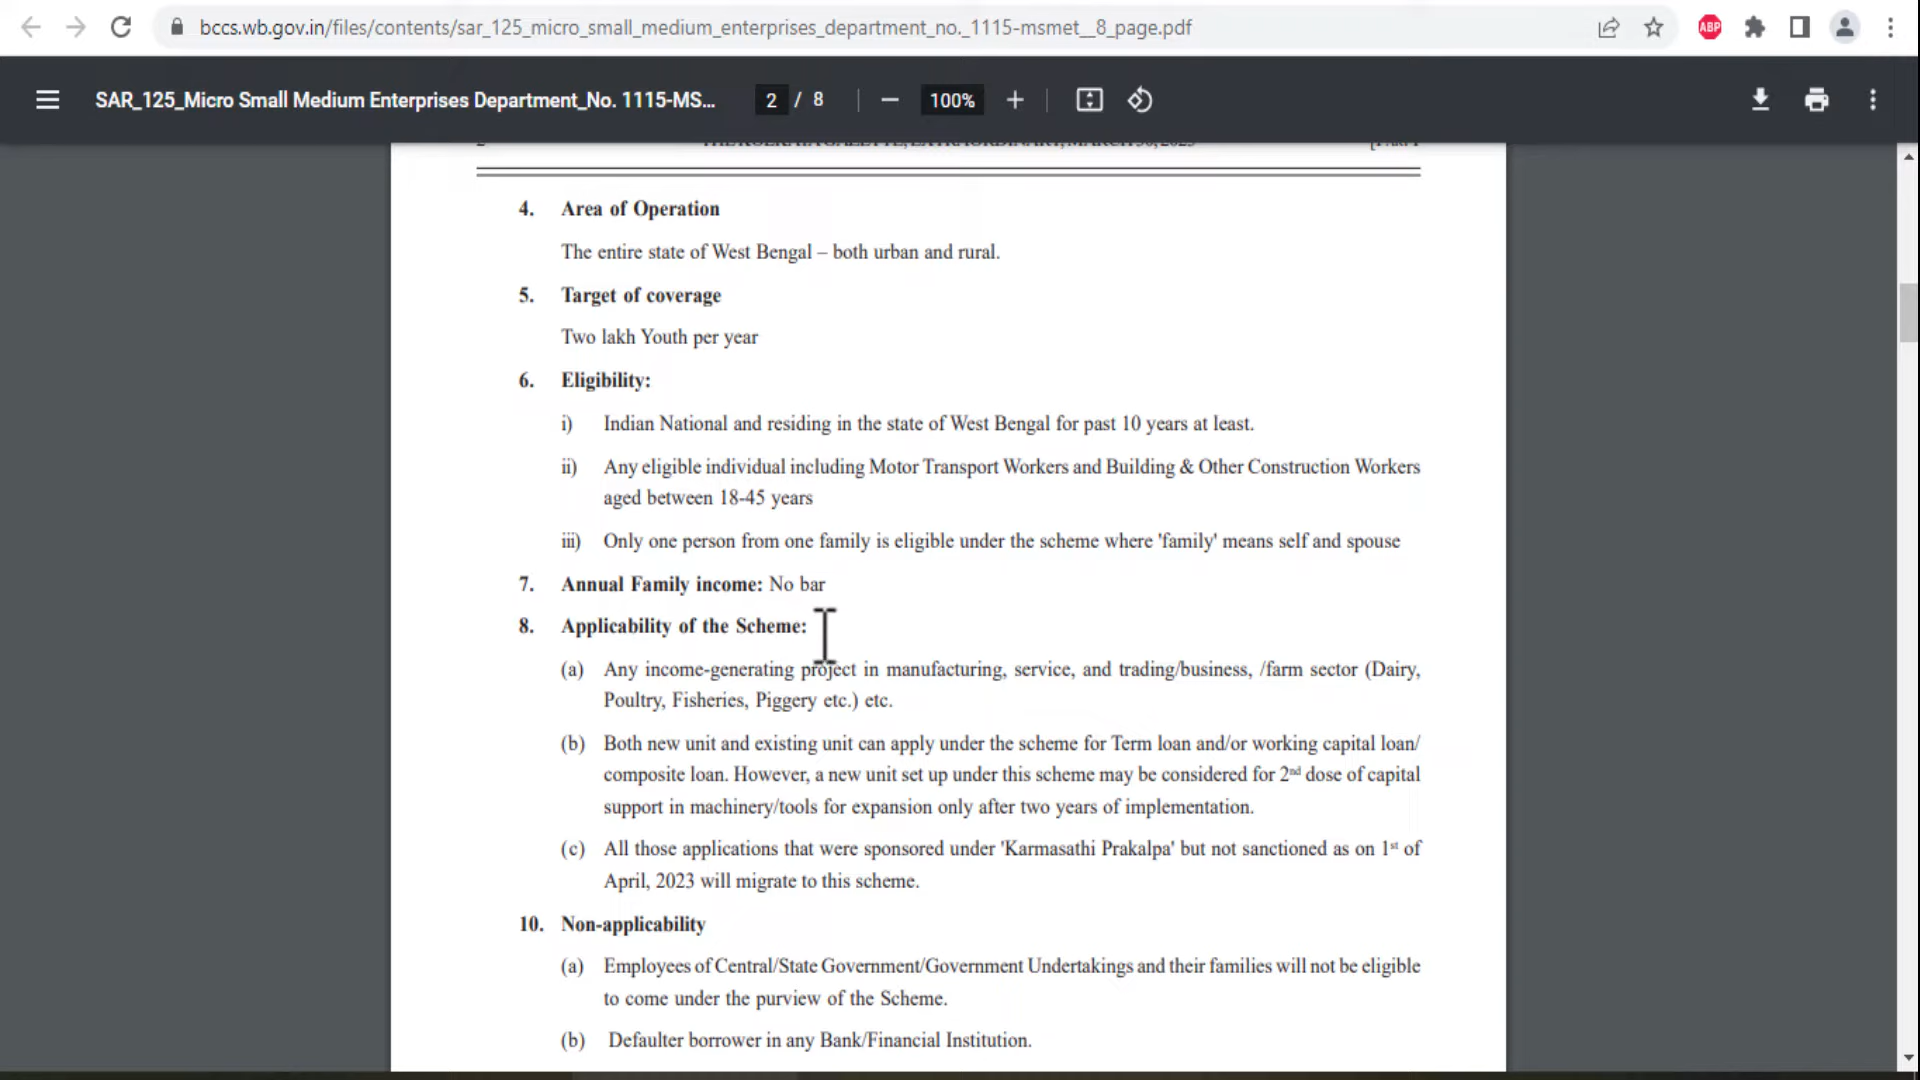 bccs.wb.gov.in/files/contents/sar_125_micro_small_medium_enterprises_department_no._1115-msmet__8_page.pdf
ABP
SAR_125_Micro Small Medium Enterprises Department_No. 1115-MS...
2 / 8
100%
2 THE KOLKATA GAZETTE, EXTRAORDINARY, MARCH 30, 2023 [PART I
4. Area of Operation
The entire state of West Bengal – both urban and rural.
5. Target of coverage
Two lakh Youth per year
6. Eligibility:
i) Indian National and residing in the state of West Bengal for past 10 years at least.
ii) Any eligible individual including Motor Transport Workers and Building & Other Construction Workers
aged between 18-45 years
iii) Only one person from one family is eligible under the scheme where 'family' means self and spouse
7. Annual Family income: No bar
8. Applicability of the Scheme:
(a) Any income-generating project in manufacturing, service, and trading/business, /farm sector (Dairy,
Poultry, Fisheries, Piggery etc.) etc.
(b) Both new unit and existing unit can apply under the scheme for Term loan and/or working capital loan/
composite loan. However, a new unit set up under this scheme may be considered for 2nd dose of capital
support in machinery/tools for expansion only after two years of implementation.
(c) All those applications that were sponsored under 'Karmasathi Prakalpa' but not sanctioned as on 1st of
April, 2023 will migrate to this scheme.
10. Non-applicability
(a) Employees of Central/State Government/Government Undertakings and their families will not be eligible
to come under the purview of the Scheme.
(b) Defaulter borrower in any Bank/Financial Institution.